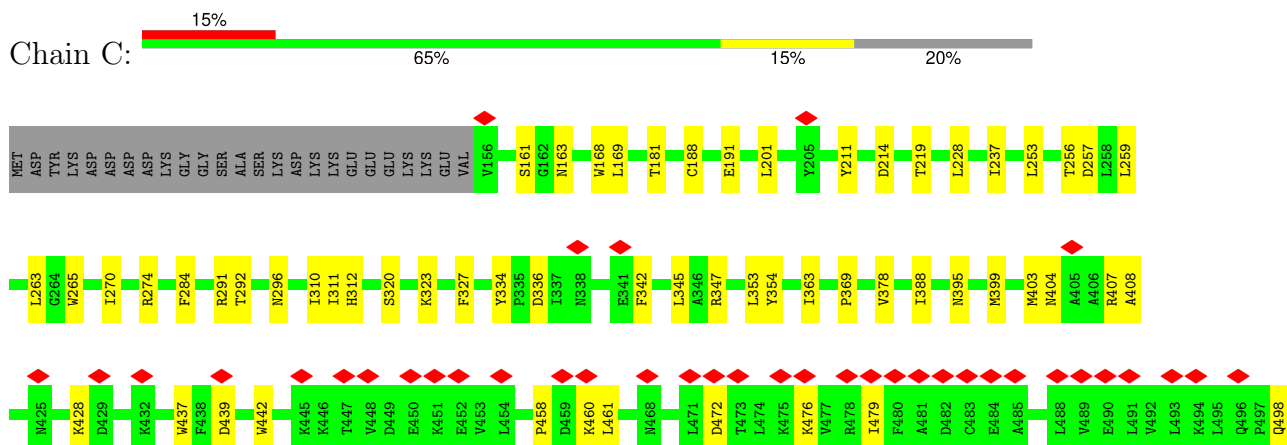 15%
Chain C:
65% 15% 20%
MET ASP TYR LYS ASP ASP ASP ASP LYS GLY GLY SER ALA SER LYS ASP LYS LYS GLU GLU GLU LYS LYS GLU VAL V156 S161 G162 N163 W168 L169 T181 C188 E191 L201 Y205 Y211 D214 T219 L228 I237 L253 T256 D257 L258 L259
L263 G264 W265 I270 R274 F284 R291 T292 N296 I310 I311 H312 S320 K323 F327 Y334 P335 D336 I337 N338 E341 F342 L345 A346 R347 L353 Y354 I363 P369 V378 I388 N395 M399 M403 N404 A405 A406 R407 A408
N425 K428 D429 K432 W437 F438 D439 W442 K445 K446 T447 V448 D449 E450 K451 E452 V453 L454 P458 D459 K460 L461 N468 L471 D472 T473 L474 K475 K476 V477 R478 I479 F480 A481 D482 C483 E484 A485 L488 V489 E490 L491 V492 L493 K494 L495 Q496 P497 Q498